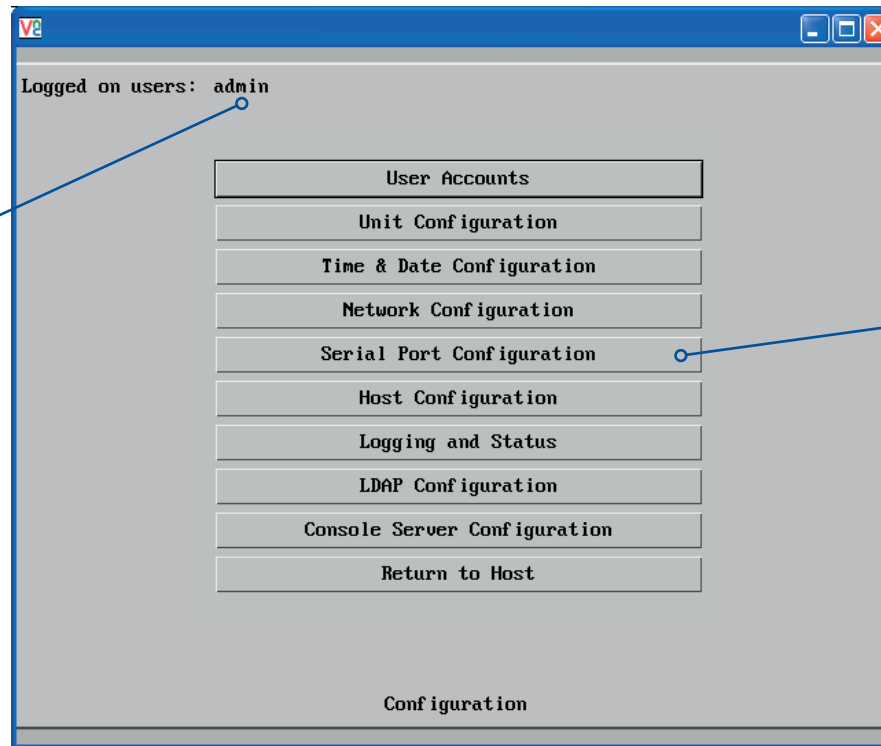 V2
Logged on users: admin
User Accounts
Unit Configuration
Time & Date Configuration
Network Configuration
Serial Port Configuration
Host Configuration
Logging and Status
LDAP Configuration
Console Server Configuration
Return to Host
Configuration